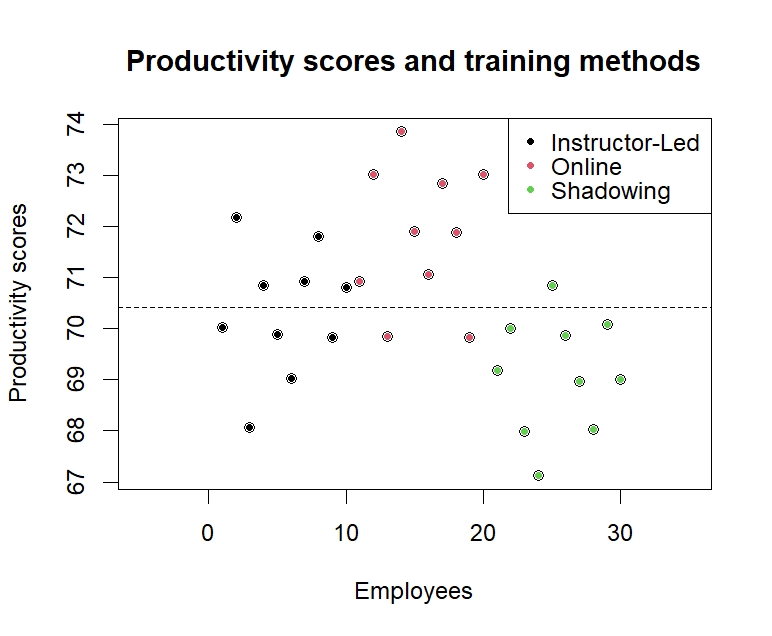 Productivity scores and training methods
Productivity scores
74
73
72
71
70
69
68
67
Instructor-Led
Online
Shadowing
0 10 20 30
Employees